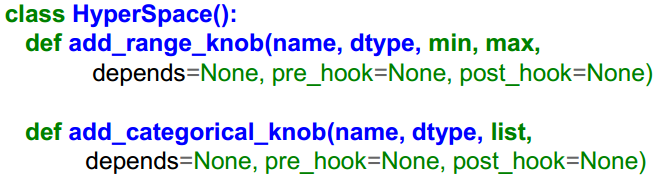 class HyperSpace():
def add_range_knob(name, dtype, min, max,
depends=None, pre_hook=None, post_hook=None)
def add_categorical_knob(name, dtype, list,
depends=None, pre_hook=None, post_hook=None)